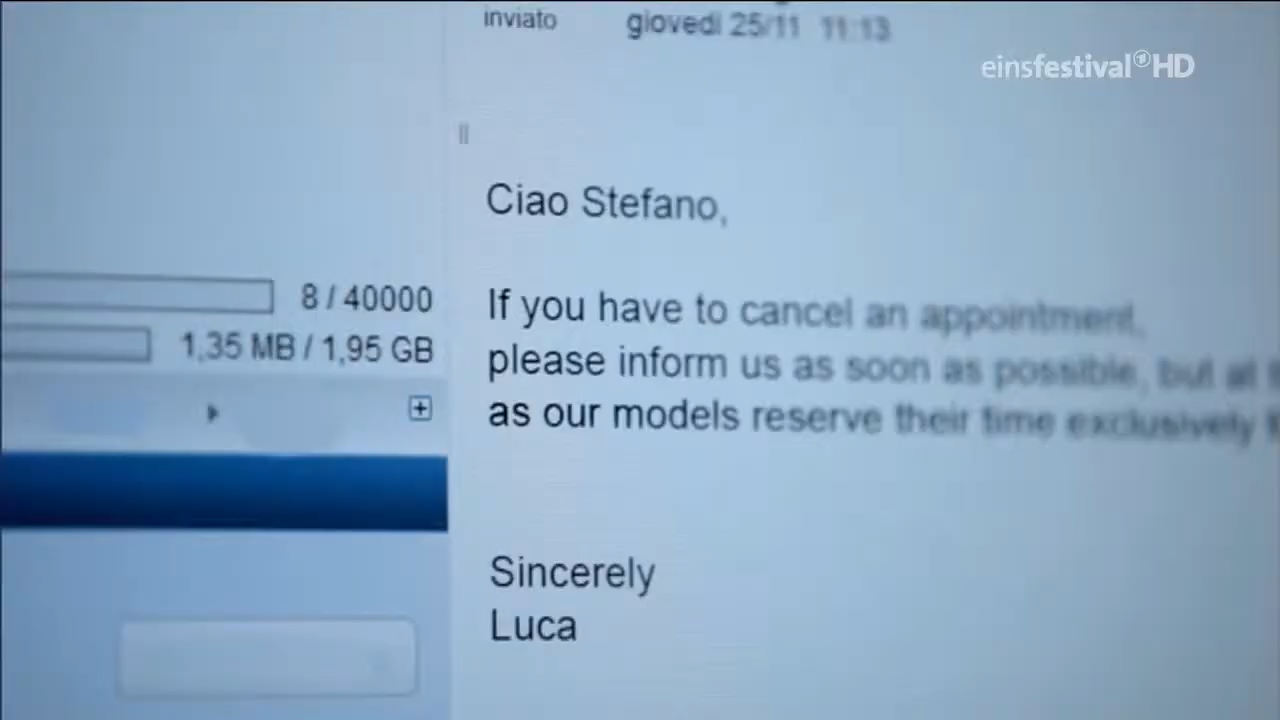 inviato giovedì 25/11 11:13
einsfestival HD
Ciao Stefano,
8 / 40000
If you have to cancel an appointment,
1,35 MB / 1,95 GB
please inform us as soon as possible, but at
as our models reserve their time exclusively
Sincerely
Luca